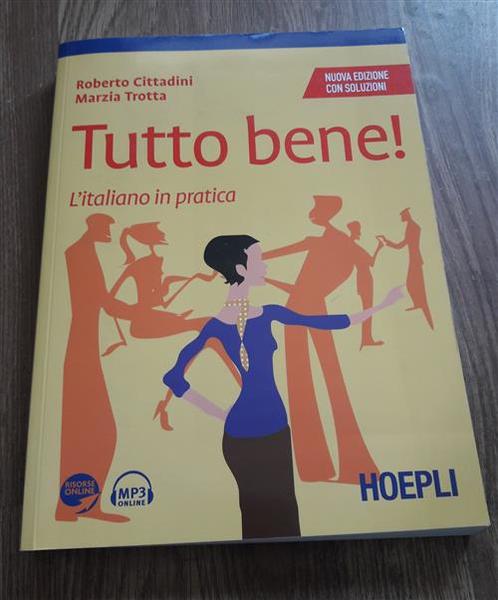 Roberto Cittadini
Marzia Trotta
NUOVA EDIZIONE
CON SOLUZIONI
Tutto bene!
L'italiano in pratica
RISORSE
ONLINE
MP3
ONLINE
HOEPLI